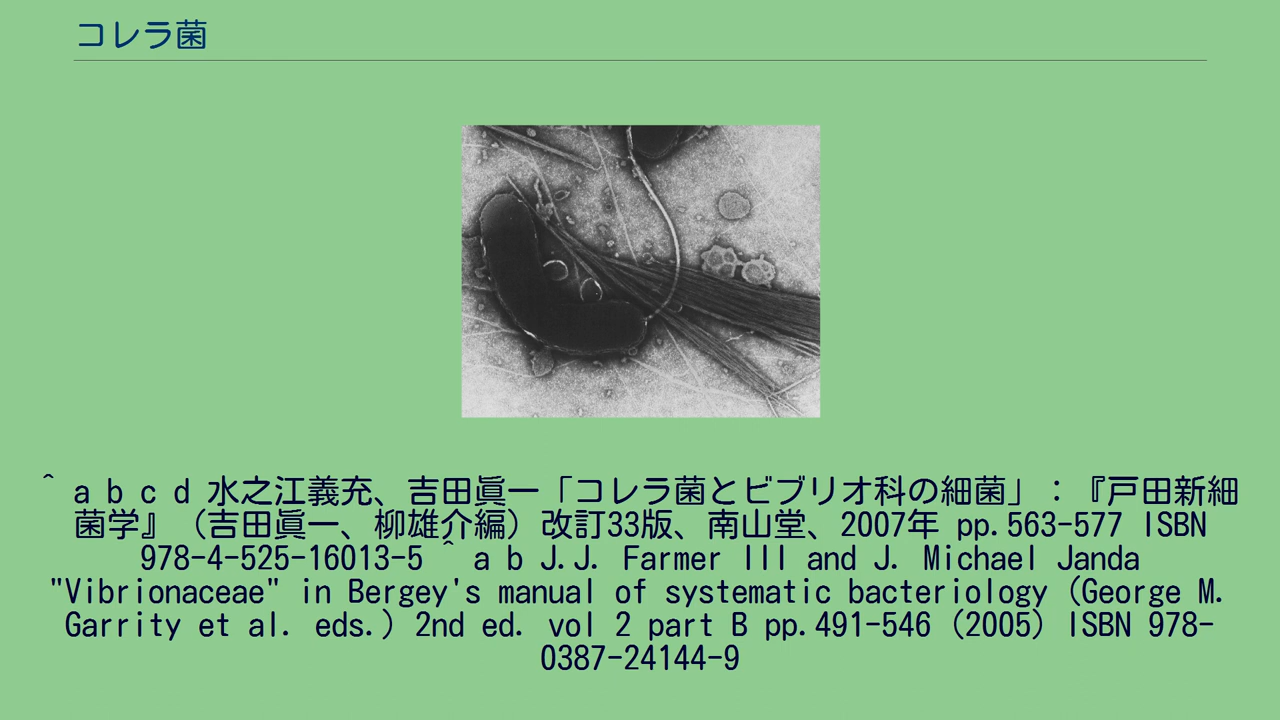 コレラ菌
^ a b c d 水之江義充、吉田眞一「コレラ菌とビブリオ科の細菌」：『戸田新細
菌学』（吉田眞一、柳雄介編）改訂33版、南山堂、2007年 pp.563-577 ISBN
978-4-525-16013-5 ^ a b J.J. Farmer III and J. Michael Janda
"Vibrionaceae" in Bergey's manual of systematic bacteriology (George M.
Garrity et al. eds.) 2nd ed. vol 2 part B pp.491-546 (2005) ISBN 978-
0387-24144-9